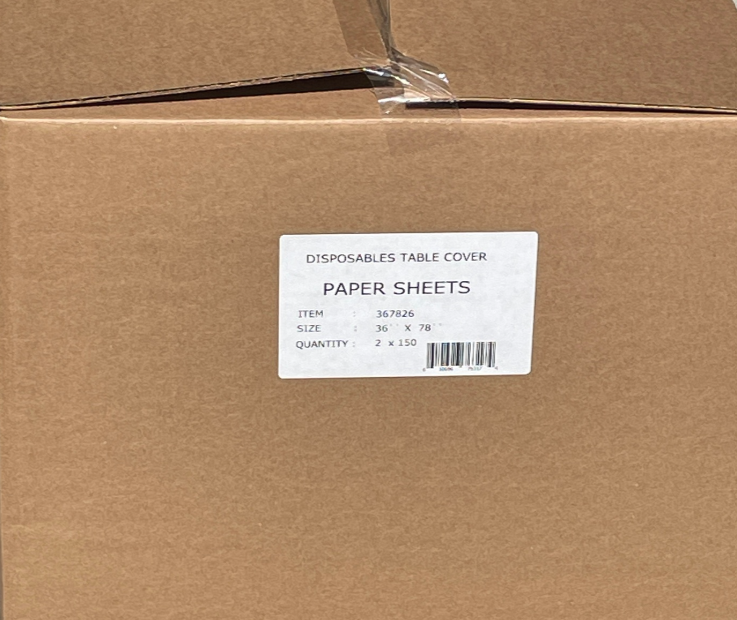 DISPOSABLES TABLE COVER
PAPER SHEETS
ITEM : 367826
SIZE : 36'' X 78''
QUANTITY : 2 x 150